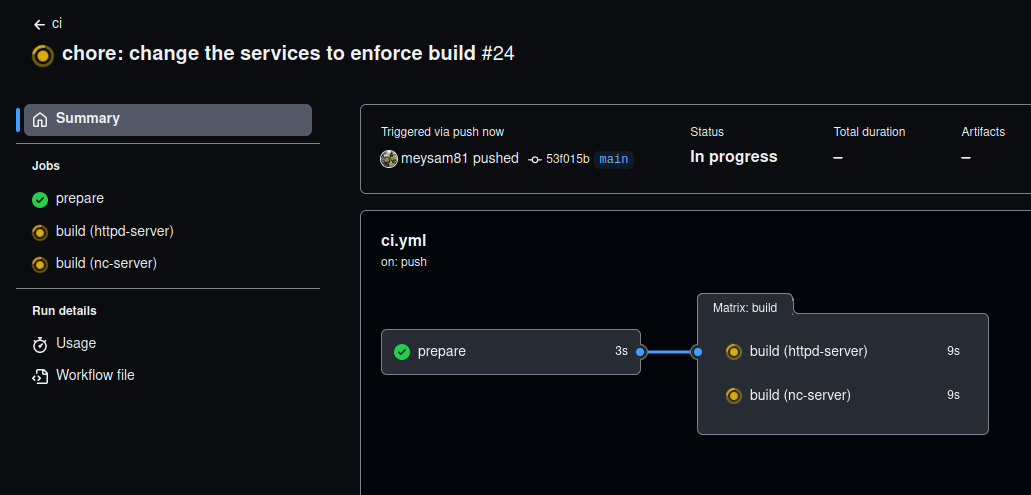 ci
chore: change the services to enforce build #24
Summary
Jobs
prepare
build (httpd-server)
build (nc-server)
Run details
Usage
Workflow file
Triggered via push now
meysam81 pushed 53f015b main
Status
In progress
Total duration
–
Artifacts
–
ci.yml
on: push
prepare 3s
Matrix: build
build (httpd-server) 9s
build (nc-server) 9s